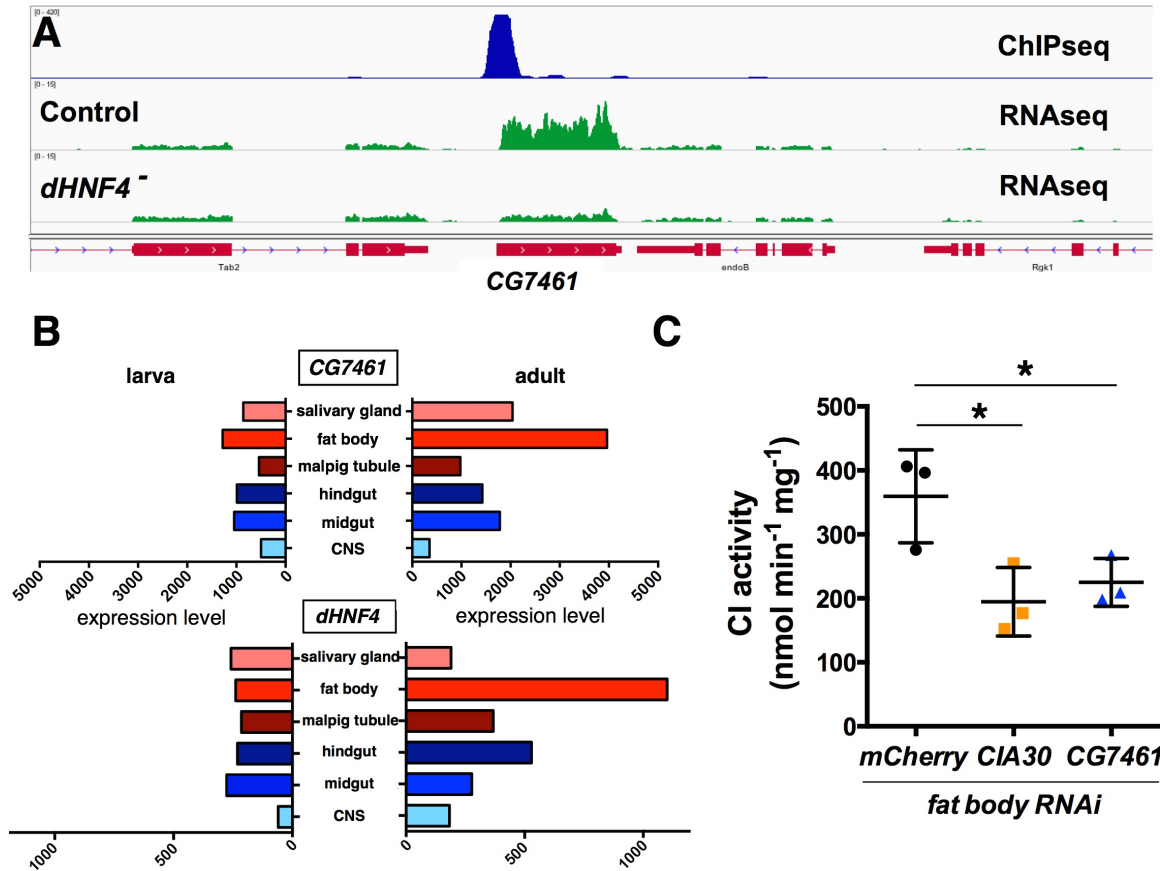 A
[0 - 420]
ChIPseq
[0 - 15]
Control
RNAseq
[0 - 15]
dHNF4 -
RNAseq
Tab2
CG7461
endoB
Rgk1
B
larva
CG7461
adult
salivary gland
fat body
malpig tubule
hindgut
midgut
CNS
5000 4000 3000 2000 1000 0
0 1000 2000 3000 4000 5000
expression level
expression level
dHNF4
salivary gland
fat body
malpig tubule
hindgut
midgut
CNS
1000 500 0
0 500 1000
C
* 
*
CI activity
(nmol min-1 mg-1)
500
400
300
200
100
0
mCherry CIA30 CG7461
fat body RNAi